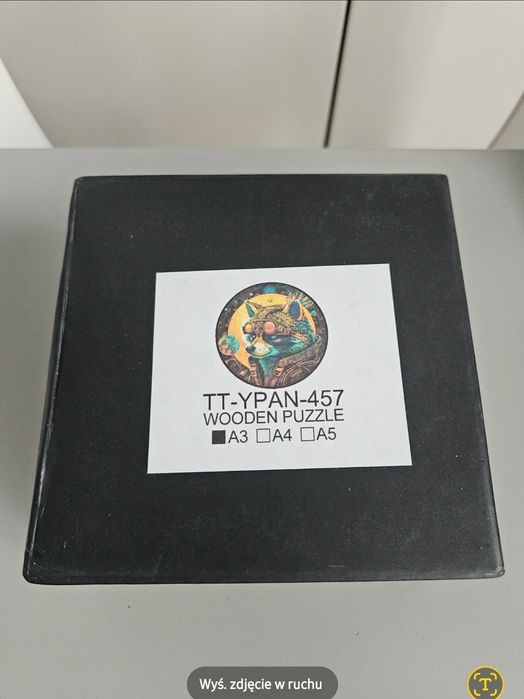 TT-YPAN-457
WOODEN PUZZLE
■A3 □A4 □A5
Wyś. zdjęcie w ruchu
T